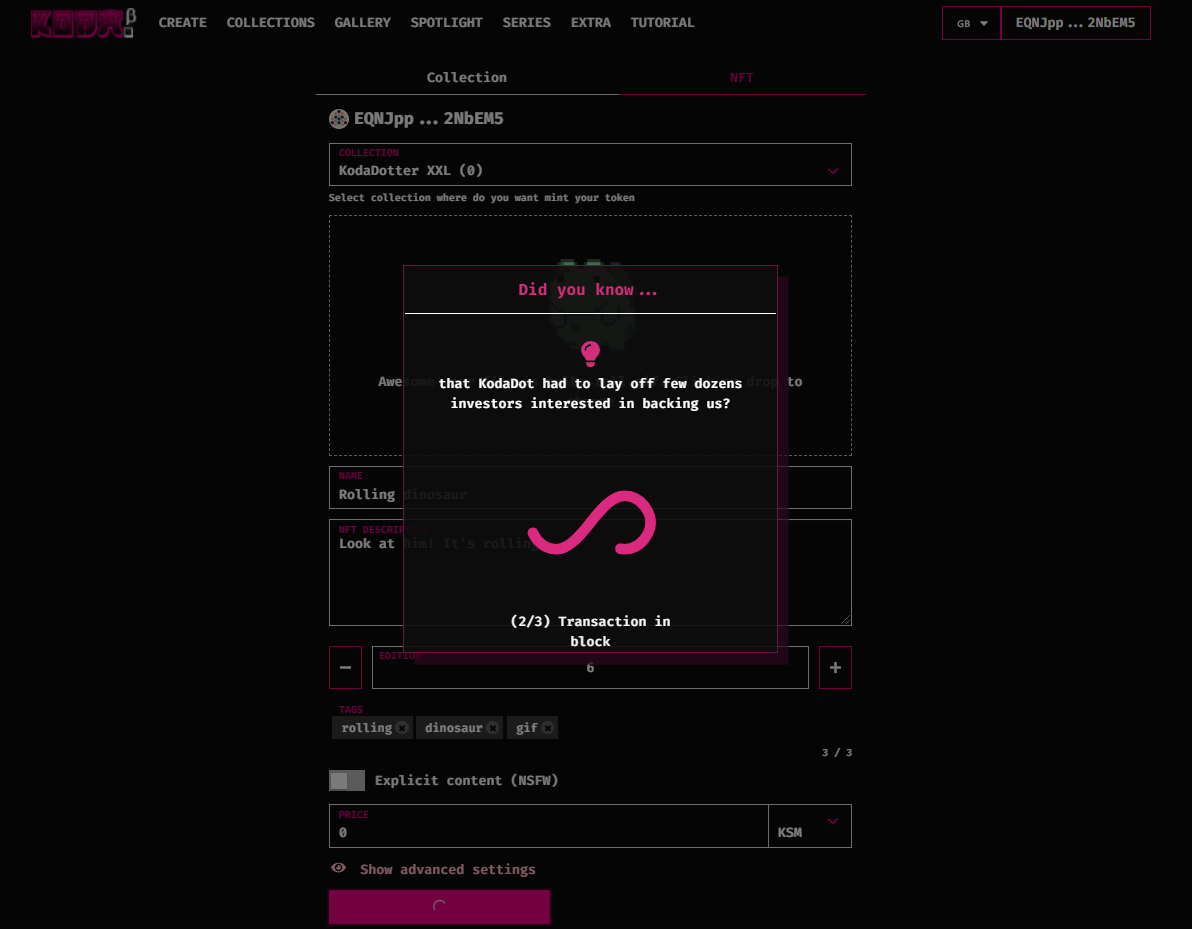 KODA β
CREATE COLLECTIONS GALLERY SPOTLIGHT SERIES EXTRA TUTORIAL GB EQNJpp ... 2NbEM5
Collection NFT
EQNJpp ... 2NbEM5
COLLECTION
KodaDotter XXL (0)
Select collection where do you want mint your token
Did you know...
Awesome drop to
that KodaDot had to lay off few dozens
investors interested in backing us?
NAME
Rolling dinosaur
NFT DESCRIPTION
Look at him! It's rolling
(2/3) Transaction in
block
EDITION
6
TAGS
rolling dinosaur gif
3 / 3
Explicit content (NSFW)
PRICE
0 KSM
Show advanced settings